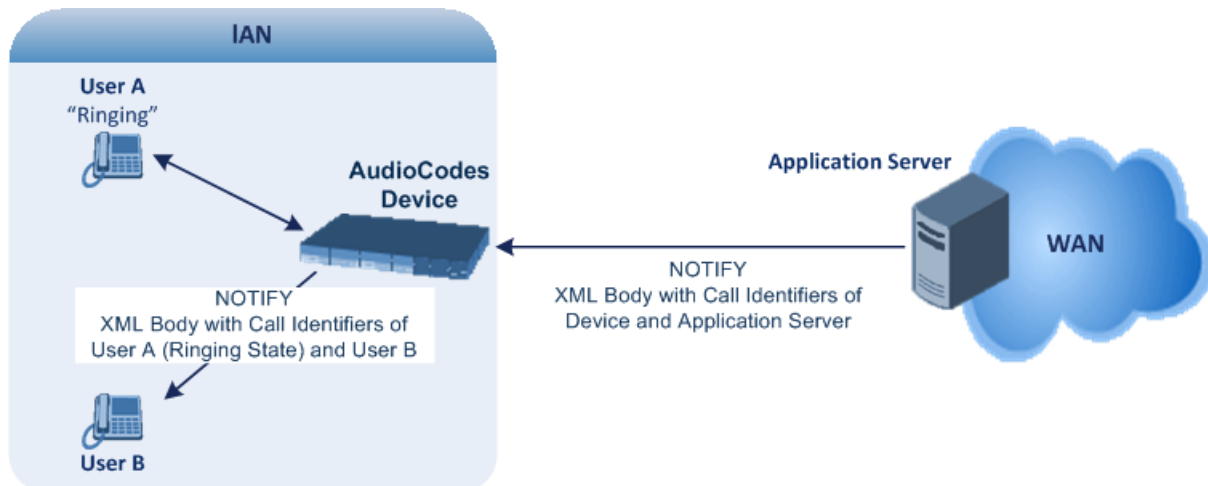 lAN
User A
“Ringing”
AudioCodes
Device
Application Server
WAN
NOTIFY
XML Body with Call Identifiers of
Device and Application Server
NOTIFY
XML Body with Call Identifiers of
User A (Ringing State) and User B
User B